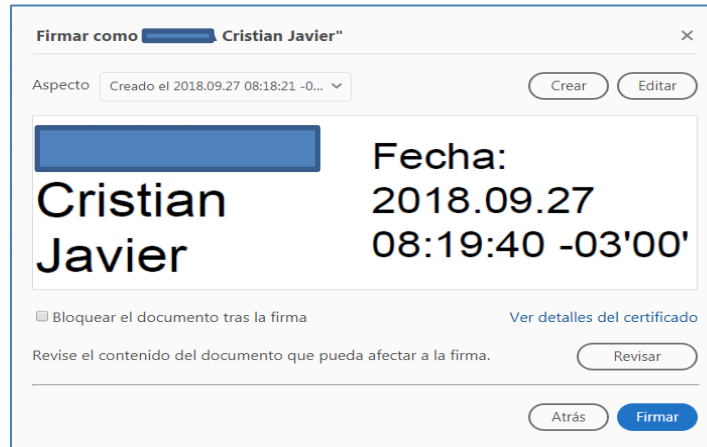 Firmar como Cristian Javier"
Aspecto Creado el 2018.09.27 08:18:21 -0... Crear Editar
Cristian
Javier
Fecha:
2018.09.27
08:19:40 -03'00'
Bloquear el documento tras la firma Ver detalles del certificado
Revise el contenido del documento que pueda afectar a la firma. Revisar
Atrás Firmar